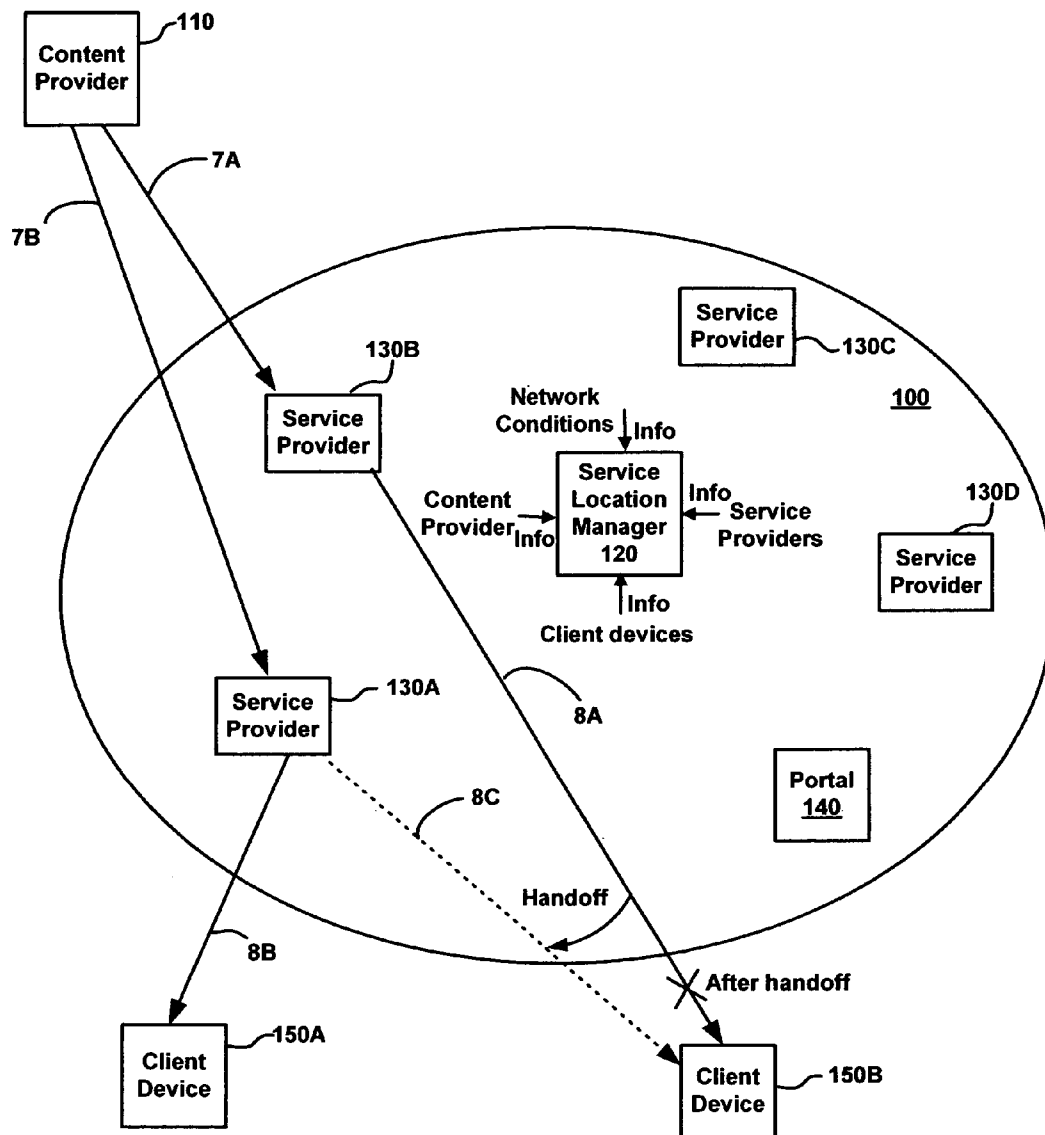 110
Content
Provider
7A
7B
Service
Provider
130C
130B
100
Network
Conditions
Info
Service
Provider
Service
Location
Manager
120
Content
Provider
Info
Info
Service
Providers
130D
Service
Provider
Info
Client devices
Service
Provider
130A
8A
Portal
140
8C
Handoff
8B
After handoff
150A
Client
Device
Client
Device
150B